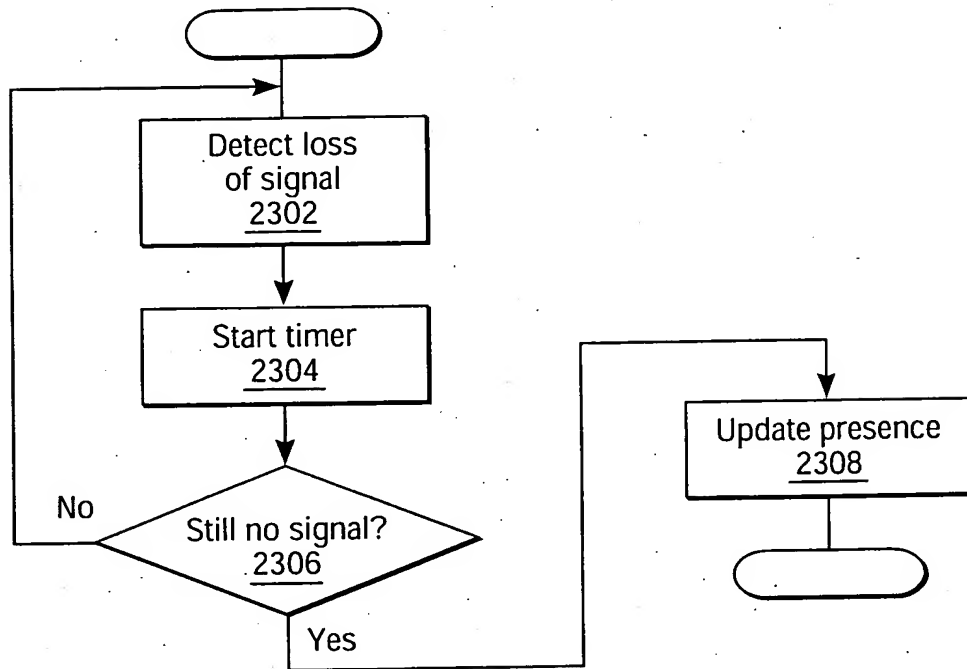 Detect loss
of signal
2302
Start timer
2304
No
Still no signal?
2306
Yes
Update presence
2308